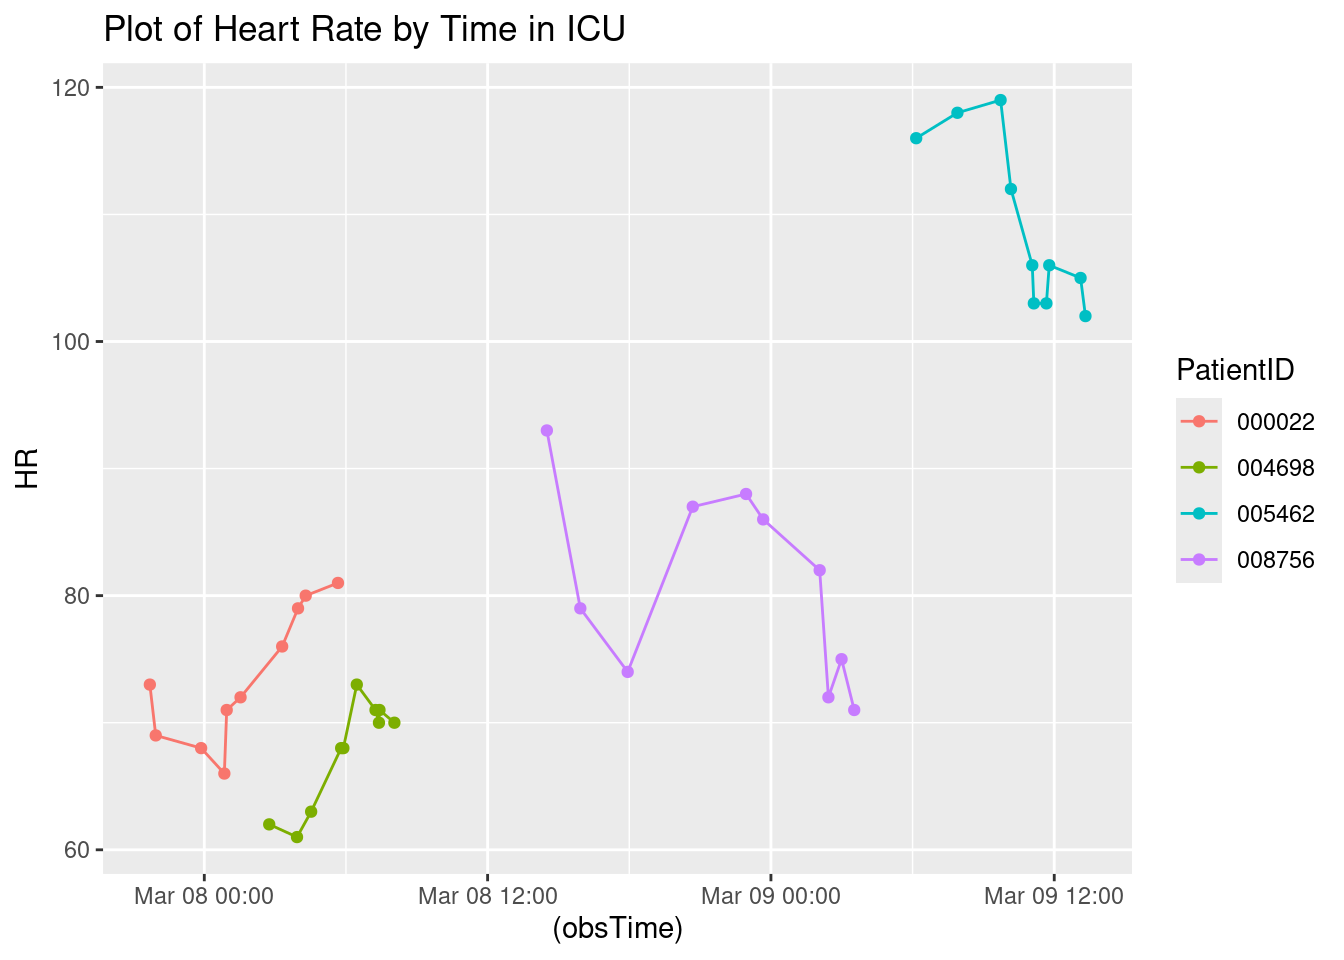 Plot of Heart Rate by Time in ICU
120
100
80
60
HR
Mar 08 00:00
Mar 08 12:00
Mar 09 00:00
Mar 09 12:00
(obsTime)
PatientID
000022
004698
005462
008756